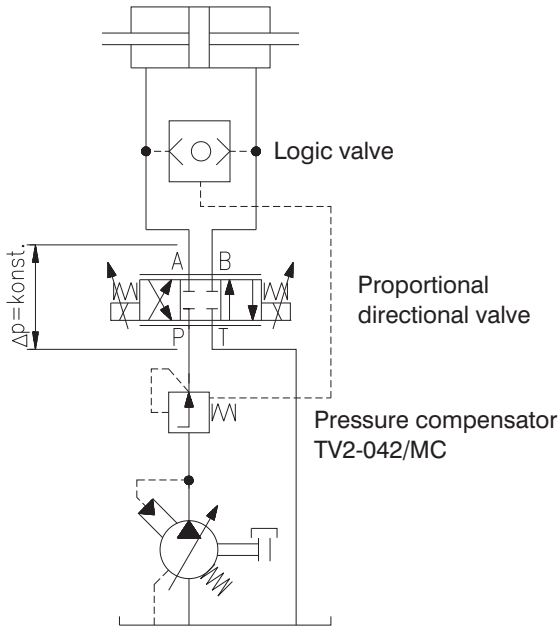 Logic valve
Δp=konst.
A B
Proportional
directional valve
P T
Pressure compensator
TV2-042/MC